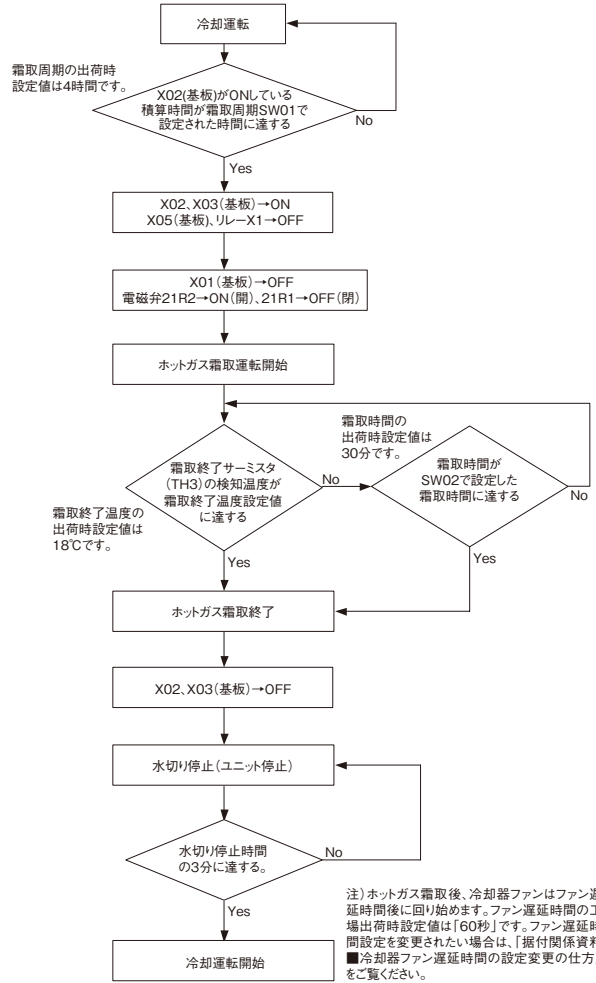 冷却運転
霜取周期の出荷時
設定値は4時間です。
X02(基板)がONしている
積算時間が霜取周期SW01で
設定された時間に達する
No
Yes
X02、X03(基板)→ON
X05(基板)、リレーX1→OFF
X01(基板)→OFF
電磁弁21R2→ON(開)、21R1→OFF(閉)
ホットガス霜取運転開始
霜取時間の
出荷時設定値は
30分です。
霜取終了サーミスタ
(TH3)の検知温度が
霜取終了温度設定値
に達する
No
霜取時間が
SW02で設定した
霜取時間に達する
No
霜取終了温度の
出荷時設定値は
18℃です。
Yes
Yes
ホットガス霜取終了
X02、X03(基板)→OFF
水切り停止(ユニット停止)
水切り停止時間
の3分に達する。
No
Yes
冷却運転開始
注)ホットガス霜取後、冷却器ファンはファン遅
延時間後に回り始めます。ファン遅延時間の工
場出荷時設定値は「60秒」です。ファン遅延時
間設定を変更されたい場合は、「据付関係資料
■冷却器ファン遅延時間の設定変更の仕方
をご覧ください。